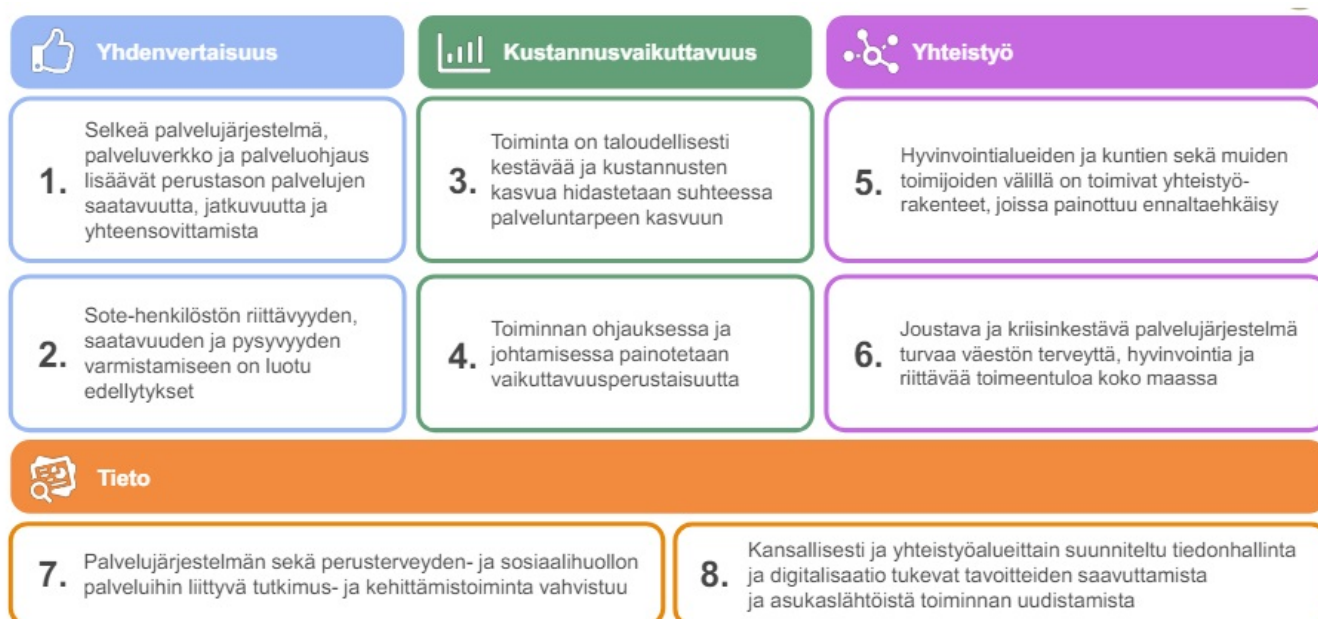 Yhdenvertaisuus
1.
Selkeä palvelujärjestelmä,
palveluverkko ja palveluohjaus
lisäävät perustason palvelujen
saatavuutta, jatkuvuutta ja
yhteensovittamista
2.
Sote-henkilöstön riittävyyden,
saatavuuden ja pysyvyyden
varmistamiseen on luotu
edellytykset
Kustannusvaikuttavuus
3.
Toiminta on taloudellisesti
kestävää ja kustannusten
kasvua hidastetaan suhteessa
palveluntarpeen kasvuun
4.
Toiminnan ohjauksessa ja
johtamisessa painotetaan
vaikuttavuusperustaisuutta
Yhteistyö
5.
Hyvinvointialueiden ja kuntien sekä muiden
toimijoiden välillä on toimivat yhteistyö-
rakenteet, joissa painottuu ennaltaehkäisy
6.
Joustava ja kriisinkestävä palvelujärjestelmä
turvaa väestön terveyttä, hyvinvointia ja
riittävää toimeentuloa koko maassa
Tieto
7.
Palvelujärjestelmän sekä perusterveyden- ja sosiaalihuollon
palveluihin liittyvä tutkimus- ja kehittämistoiminta vahvistuu
8.
Kansallisesti ja yhteistyöalueittain suunniteltu tiedonhallinta
ja digitalisaatio tukevat tavoitteiden saavuttamista
ja asukaslähtöistä toiminnan uudistamista